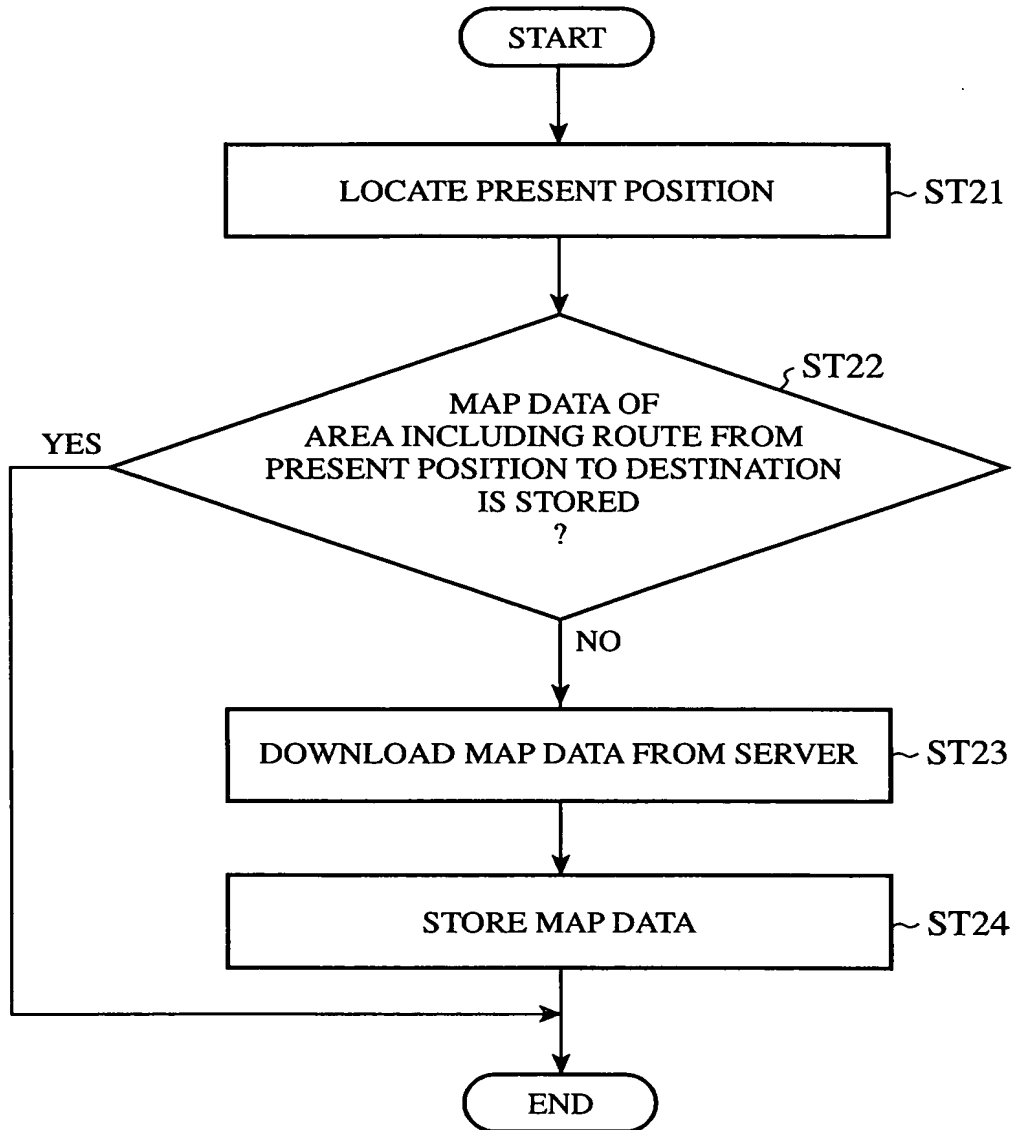 START
LOCATE PRESENT POSITION
ST21
ST22
MAP DATA OF
AREA INCLUDING ROUTE FROM
PRESENT POSITION TO DESTINATION
IS STORED
?
YES
NO
DOWNLOAD MAP DATA FROM SERVER
ST23
STORE MAP DATA
ST24
END